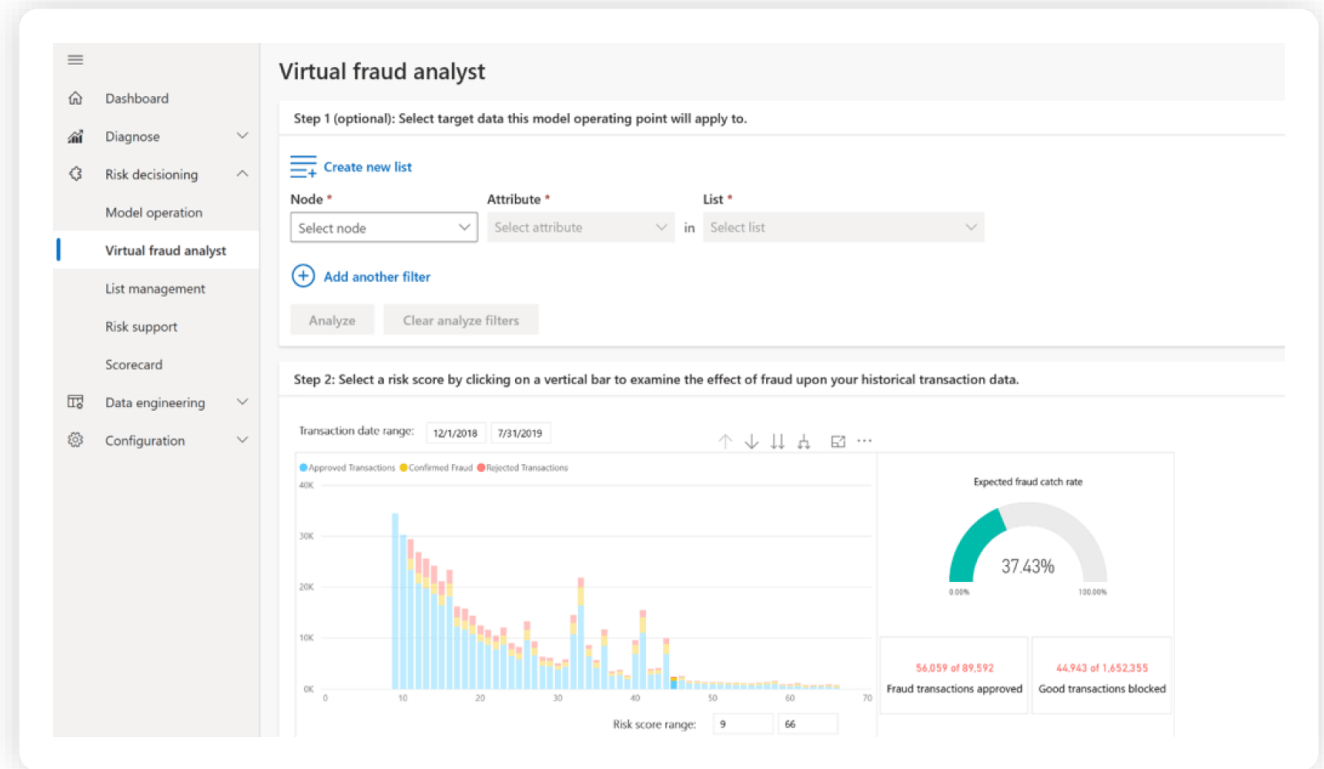 Virtual fraud analyst
Dashboard
Diagnose
Risk decisioning
Model operation
Virtual fraud analyst
List management
Risk support
Scorecard
Data engineering
Configuration
Step 1 (optional): Select target data this model operating point will apply to.
Create new list
Node * Attribute * List *
Select node Select attribute in Select list
Add another filter
Analyze Clear analyze filters
Step 2: Select a risk score by clicking on a vertical bar to examine the effect of fraud upon your historical transaction data.
Transaction date range: 12/1/2018 7/31/2019
Approved Transactions Confirmed Fraud Rejected Transactions
40K
30K
20K
10K
0K
0 10 20 30 40 50 60 70
Risk score range: 9 66
Expected fraud catch rate
37.43%
0.00% 100.00%
56,059 of 89,592
Fraud transactions approved
44,943 of 1,652,355
Good transactions blocked